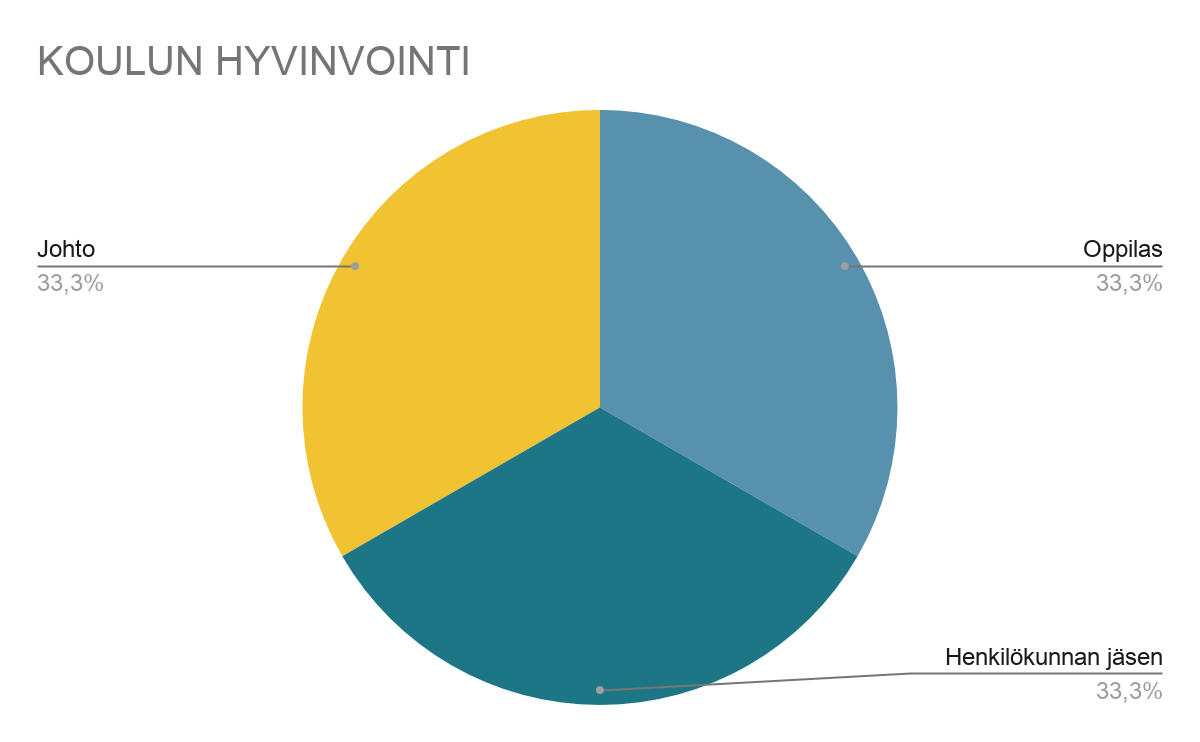 KOULUN HYVINVOINTI
Johto
33,3%
Oppilas
33,3%
Henkilökunnan jäsen
33,3%